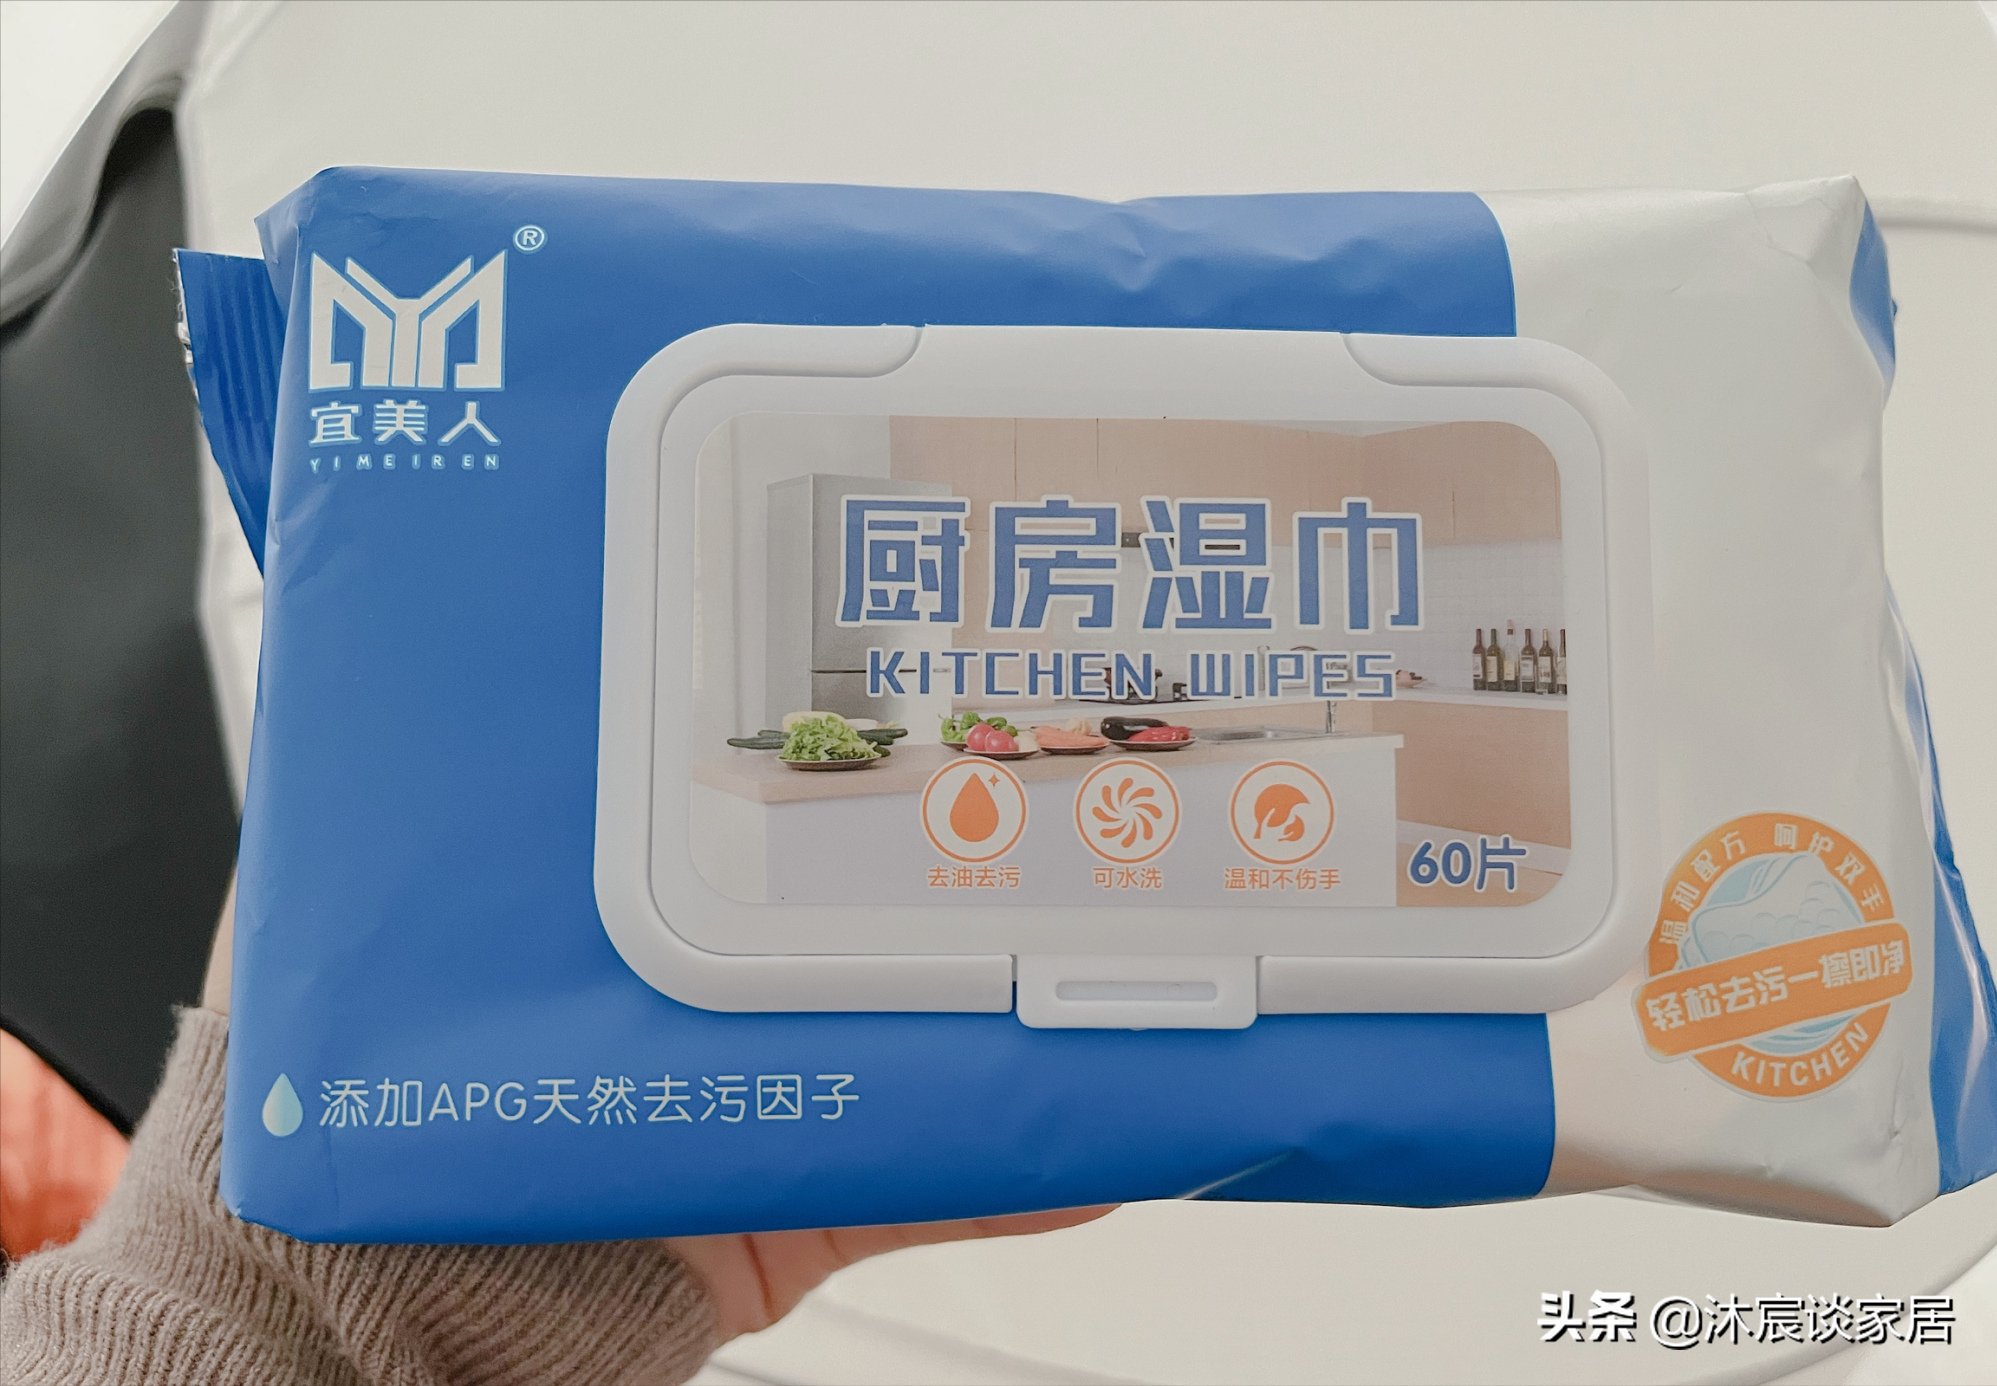 ®
宜美人
YIMEIREN
厨房湿巾
KITCHEN WIPES
去油去污
可水洗
温和不伤手
60片
温和配方 呵护双手
轻松去污一擦即净
KITCHEN
添加APG天然去污因子
头条 @沐宸谈家居